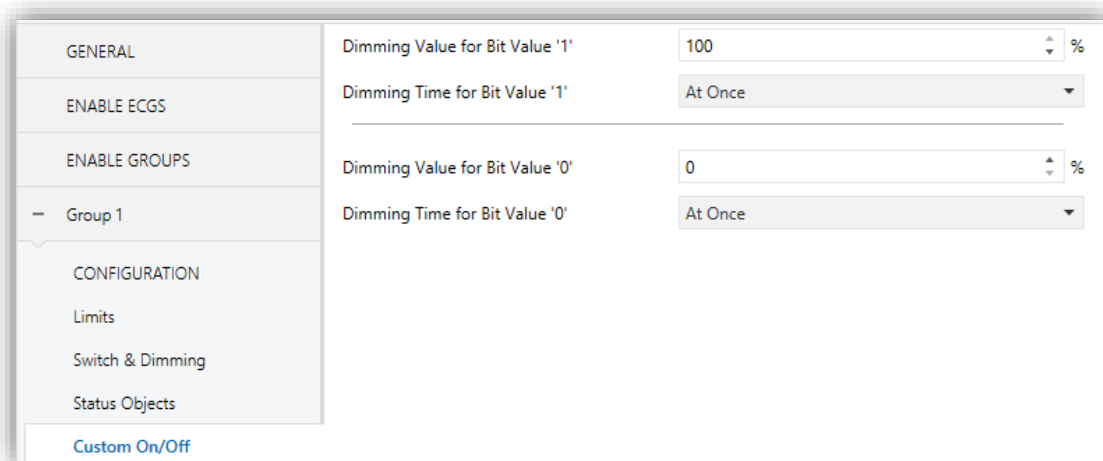 GENERAL
ENABLE ECGS
ENABLE GROUPS
− Group 1
CONFIGURATION
Limits
Switch & Dimming
Status Objects
Custom On/Off
Dimming Value for Bit Value '1' 100 %
Dimming Time for Bit Value '1' At Once
Dimming Value for Bit Value '0' 0 %
Dimming Time for Bit Value '0' At Once